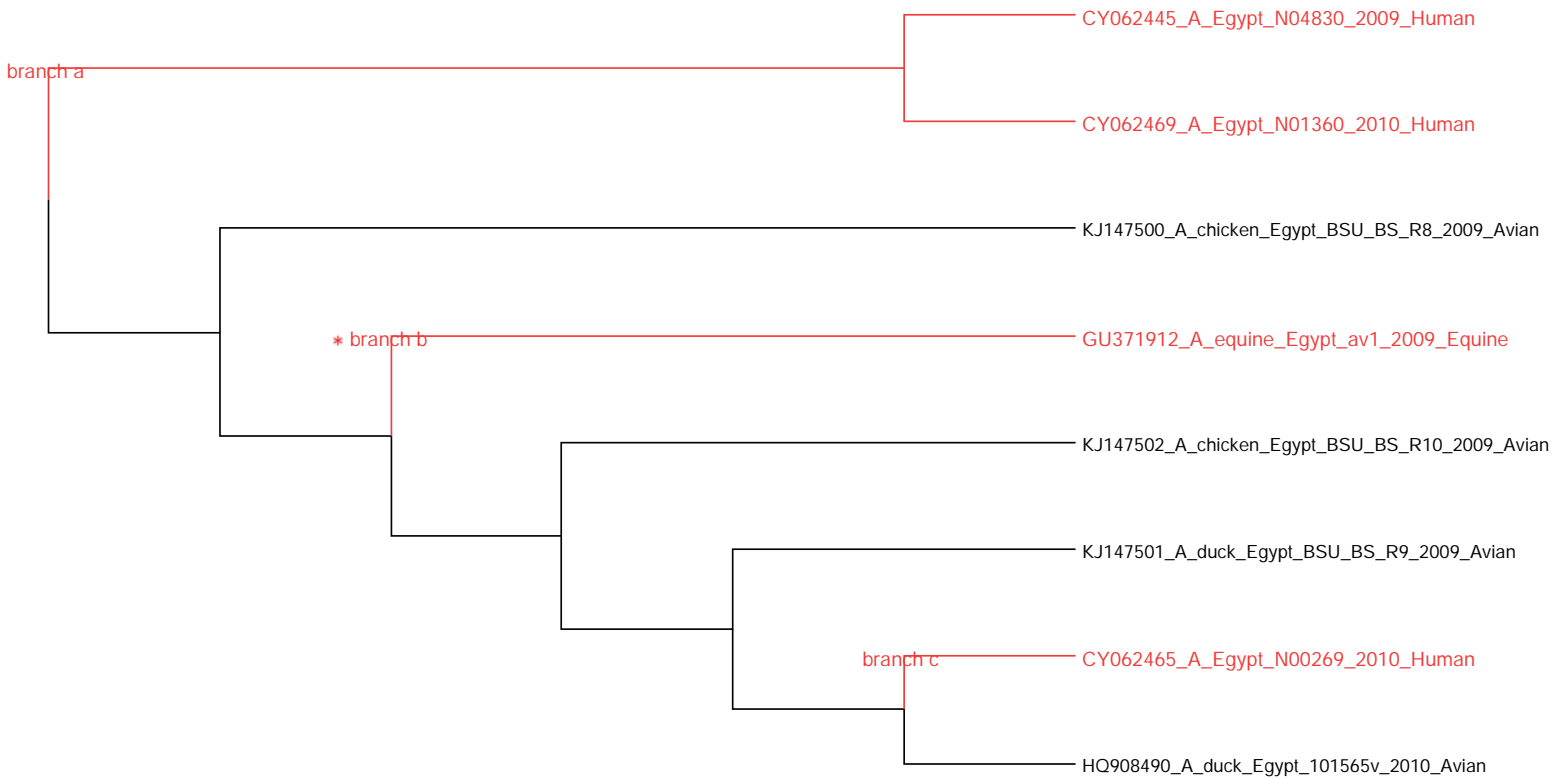 CY062445_A_Egypt_N04830_2009_Human
branch a
CY062469_A_Egypt_N01360_2010_Human
KJ147500_A_chicken_Egypt_BSU_BS_R8_2009_Avian
* branch b
GU371912_A_equine_Egypt_av1_2009_Equine
KJ147502_A_chicken_Egypt_BSU_BS_R10_2009_Avian
KJ147501_A_duck_Egypt_BSU_BS_R9_2009_Avian
branch c
CY062465_A_Egypt_N00269_2010_Human
HQ908490_A_duck_Egypt_101565v_2010_Avian